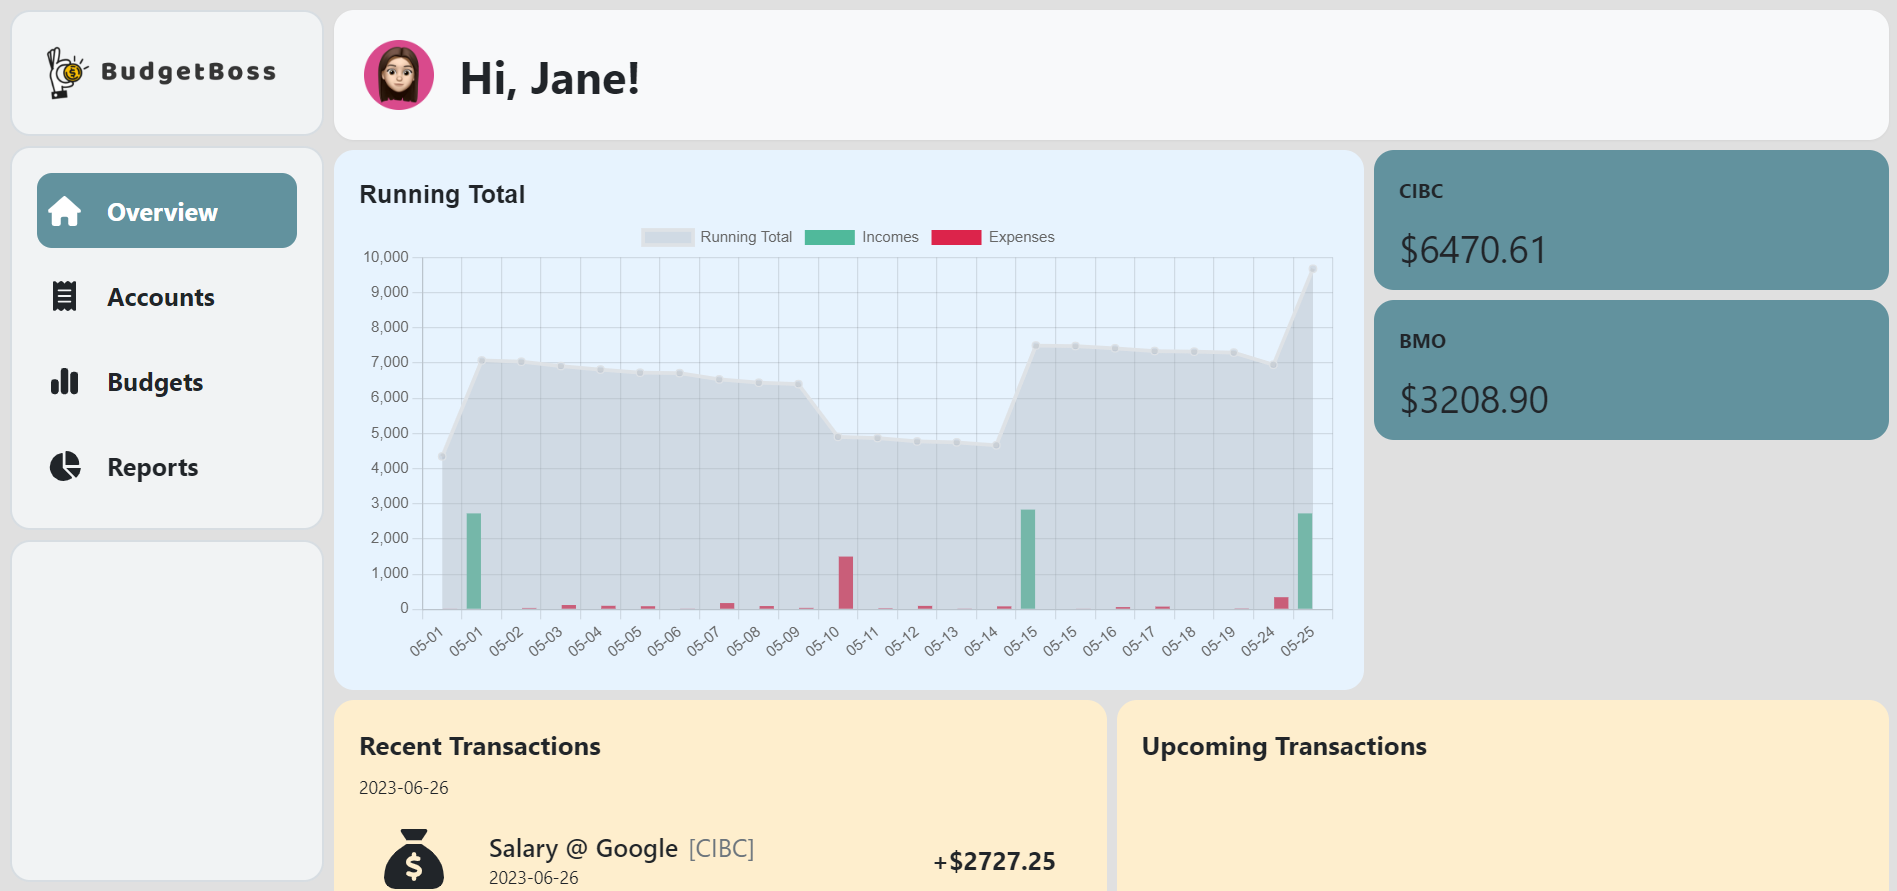 BudgetBoss
Hi, Jane!
Overview
Accounts
Budgets
Reports
Running Total
Running Total Incomes Expenses
10,000
9,000
8,000
7,000
6,000
5,000
4,000
3,000
2,000
1,000
0
05-01 05-01 05-02 05-03 05-04 05-05 05-06 05-07 05-08 05-09 05-10 05-11 05-12 05-13 05-14 05-15 05-15 05-16 05-17 05-18 05-19 05-24 05-25
CIBC
$6470.61
BMO
$3208.90
Recent Transactions
2023-06-26
$
Salary @ Google [CIBC]
+$2727.25
2023-06-26
Upcoming Transactions